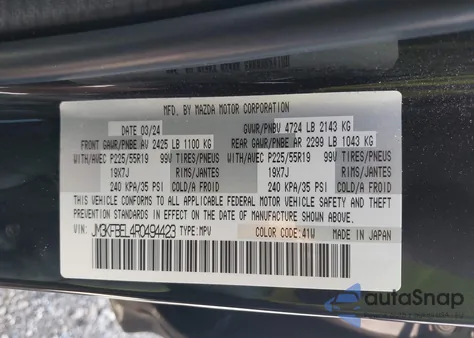 MFD. BY MAZDA MOTOR CORPORATION
DATE 03/24 GVWR/PNBV 4724 LB 2143 KG
FRONT GAWR/PNBE AV 2425 LB 1100 KG REAR GAWR/PNBE AR 2299 LB 1043 KG
WITH/AVEC P225/55R19 99V TIRES/PNEUS WITH/AVEC P225/55R19 99V TIRES/PNEUS
19X7J RIMS/JANTES 19X7J RIMS/JANTES
240 KPA/35 PSI COLD/A FROID 240 KPA/35 PSI COLD/A FROID
THIS VEHICLE CONFORMS TO ALL APPLICABLE FEDERAL MOTOR VEHICLE SAFETY AND
THEFT PREVENTION STANDARDS IN EFFECT ON THE DATE OF MANUFACTURE SHOWN ABOVE.
VIN: JM3KFBEL4R0494423 TYPE: MPV COLOR CODE: 41W MADE IN JAPAN
autoSnap